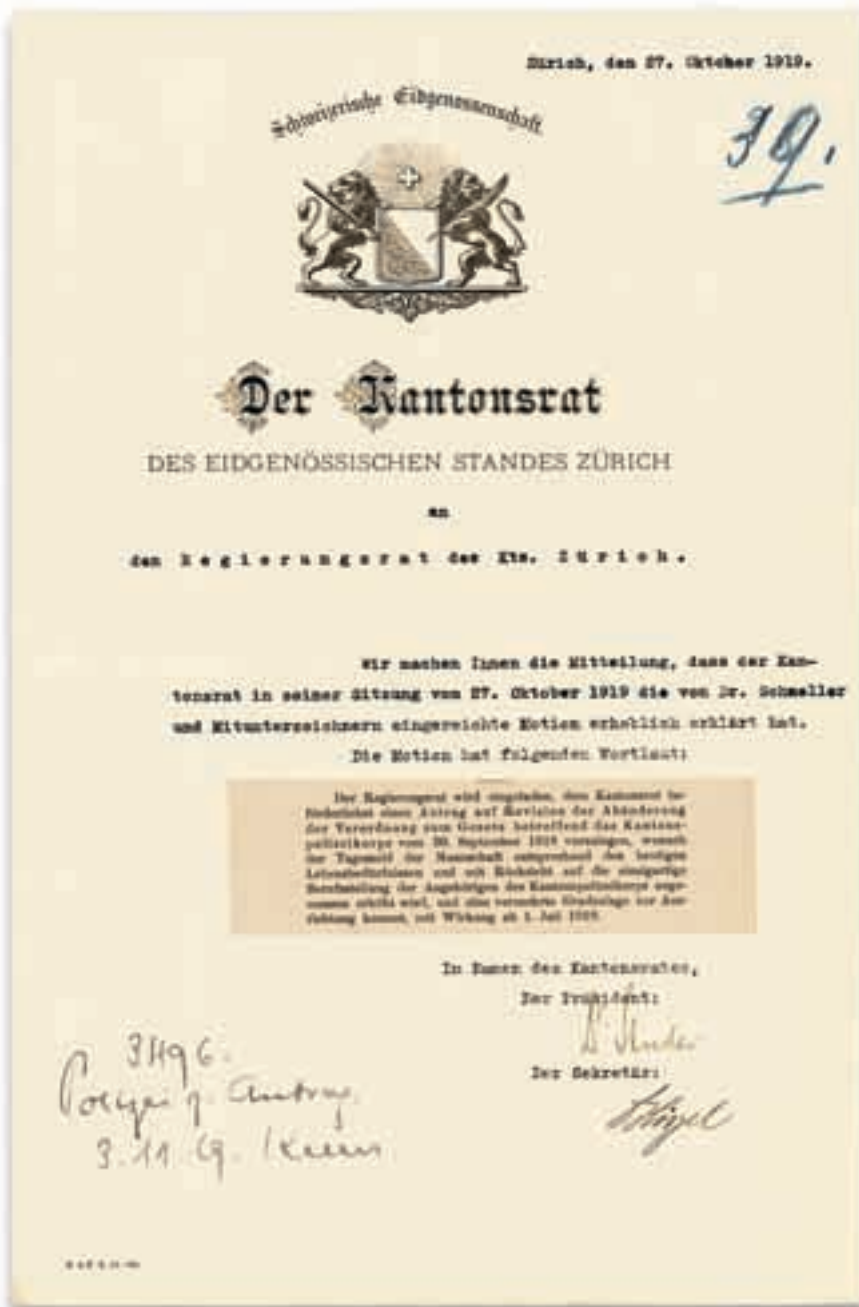 Zürich, den 27. Oktober 1919.
Schweizerische Eidgenossenschaft.
39.
Der Kantonsrat
DES EIDGENÖSSISCHEN STANDES ZÜRICH
an
den Regierungsrat des Kts. Zürich.
Wir machen Ihnen die Mitteilung, dass der Kan-
tonsrat in seiner Sitzung vom 27. Oktober 1919 die von Dr. Schmeller
und Mitunterzeichnern eingereichte Motion erheblich erklärt hat.
Die Motion hat folgenden Wortlaut:
Der Regierungsrat wird eingeladen, dem Kantonsrat be-
förderlichst einen Antrag auf Revision der Abänderung
der Verordnung zum Gesetz betreffend das Kantons-
polizeikorps vom 30. September 1918 vorzulegen, wonach
der Tagessold der Mannschaft entsprechend den heutigen
Lebensbedürfnissen und mit Rücksicht auf die einzigartige
Berufsstellung der Angehörigen des Kantonspolizeikorps ange-
messen erhöht wird, und eine vermehrte Gradzulage zur Aus-
richtung kommt, mit Wirkung ab 1. Juli 1919.
Im Namen des Kantonsrates,
Der Präsident:
Der Sekretär:
3496.
Antrag.
3. 11. 19.